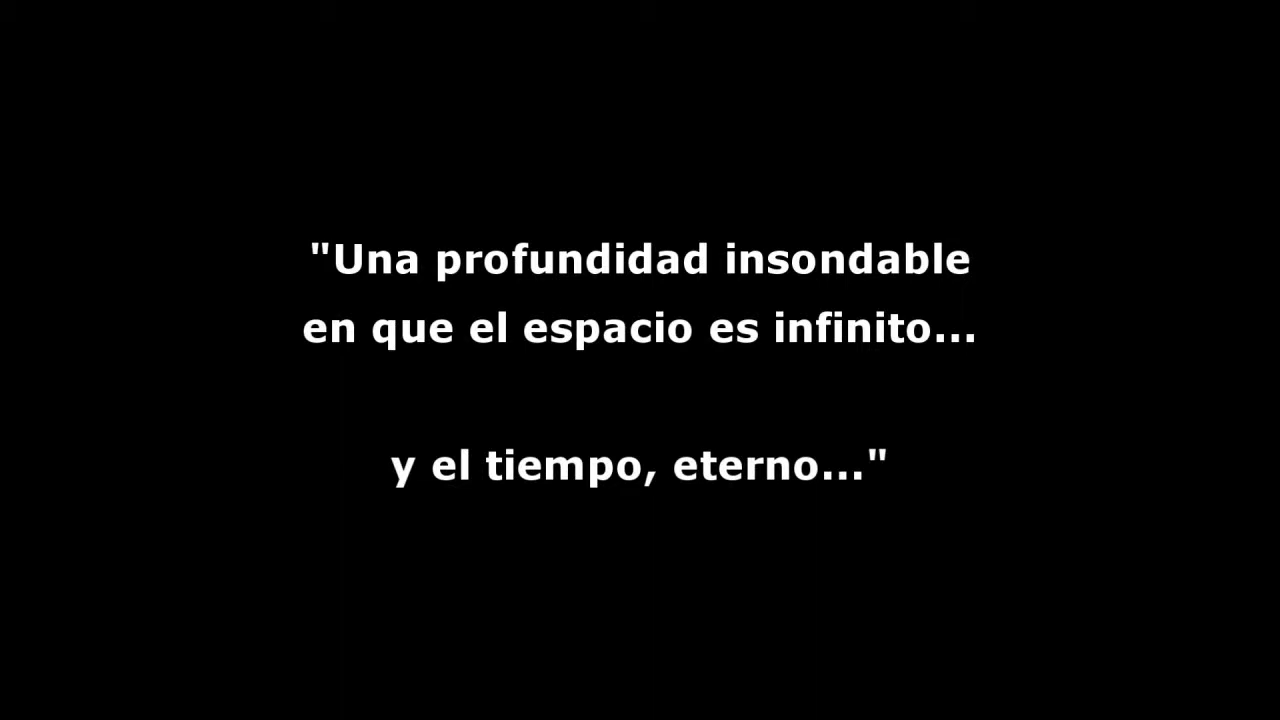 "Una profundidad insondable
en que el espacio es infinito...
y el tiempo, eterno..."